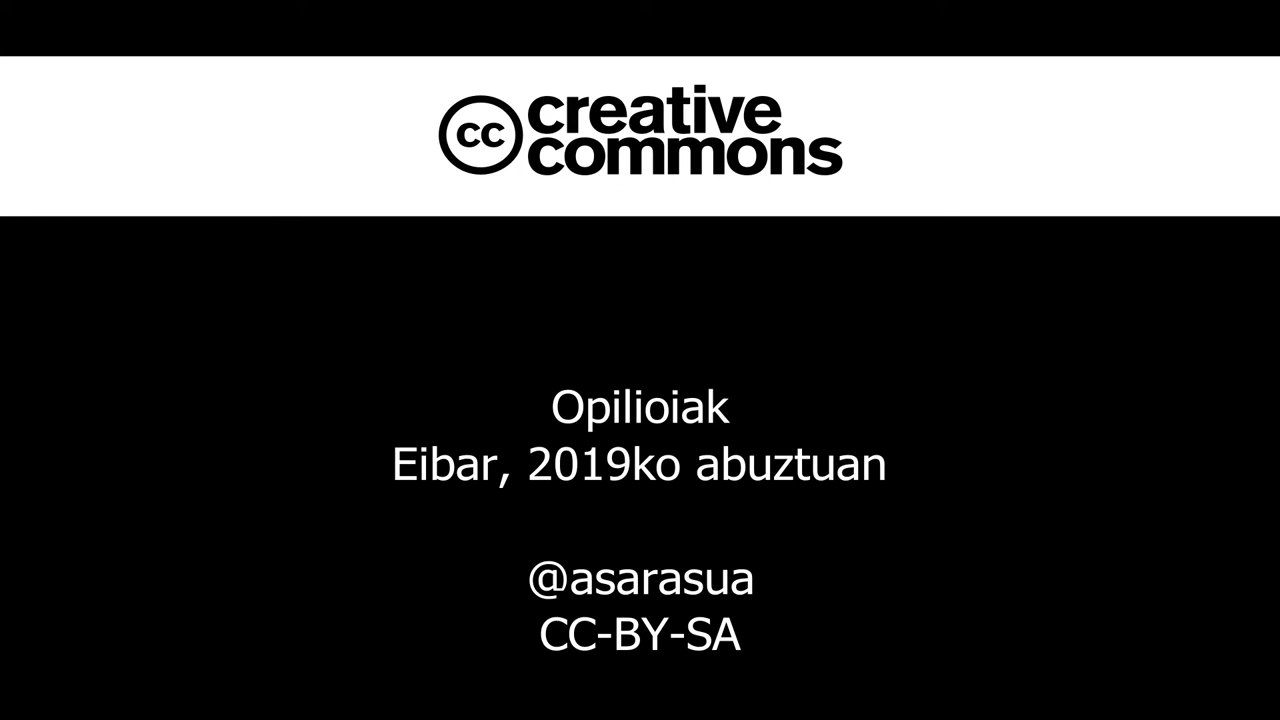 cc creative
commons
Opilioiak
Eibar, 2019ko abuztuan
@asarasua
CC-BY-SA